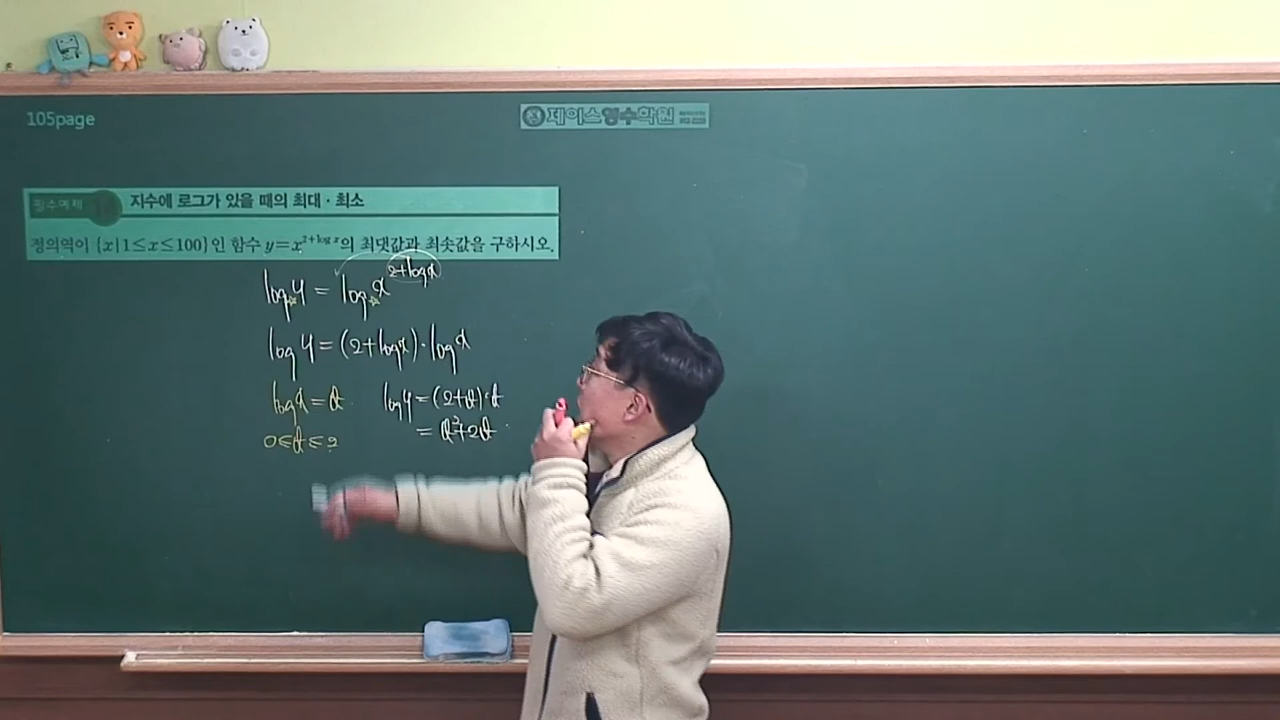 105page
제이스영수학원
필수예제
지수에 로그가 있을 때의 최대 · 최소
정의역이 {x|1≤x≤100}인 함수 y=x^{2+log x}의 최댓값과 최솟값을 구하시오.
log y = log x^{2+log x}
log y = (2+log x)·log x
log x = t
log y = (2+t)·t
0≤t≤2
= t²+2t